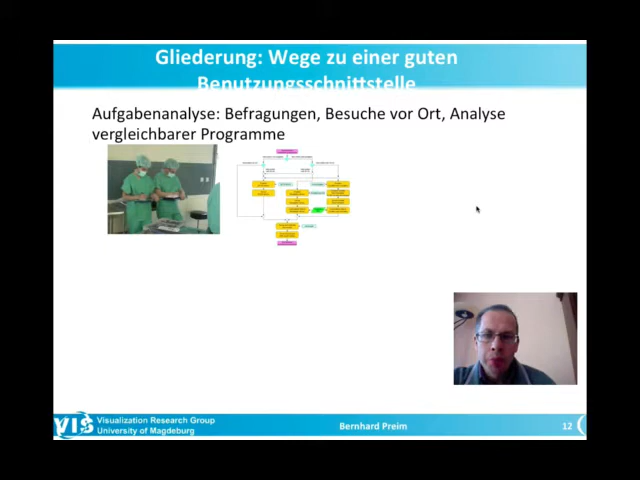 Gliederung: Wege zu einer guten
Benutzungsschnittstelle
Aufgabenanalyse: Befragungen, Besuche vor Ort, Analyse
vergleichbarer Programme
VIS
Visualization Research Group
University of Magdeburg
Bernhard Preim
12